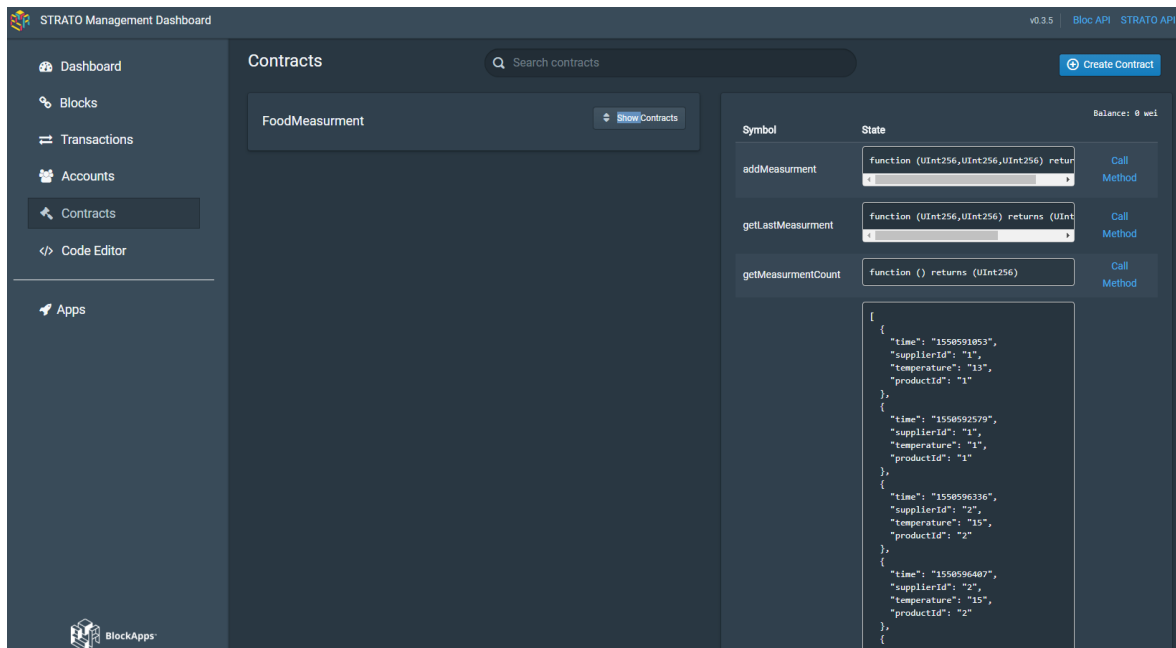 STRATO Management Dashboard
v0.3.5
Bloc API
STRATO API
Dashboard
Blocks
Transactions
Accounts
Contracts
</> Code Editor
Apps
BlockApps
Contracts
Search contracts
Create Contract
FoodMeasurment
Show Contracts
Balance: 0 wei
Symbol State
addMeasurment
function (UInt256,UInt256,UInt256) retur
Call
Method
getLastMeasurment
function (UInt256,UInt256) returns (UInt
Call
Method
getMeasurmentCount
function () returns (UInt256)
Call
Method
[
{
"time": "1550591053",
"supplierId": "1",
"temperature": "13",
"productId": "1"
},
{
"time": "1550592579",
"supplierId": "1",
"temperature": "1",
"productId": "1"
},
{
"time": "1550596336",
"supplierId": "2",
"temperature": "15",
"productId": "2"
},
{
"time": "1550596407",
"supplierId": "2",
"temperature": "15",
"productId": "2"
},
{